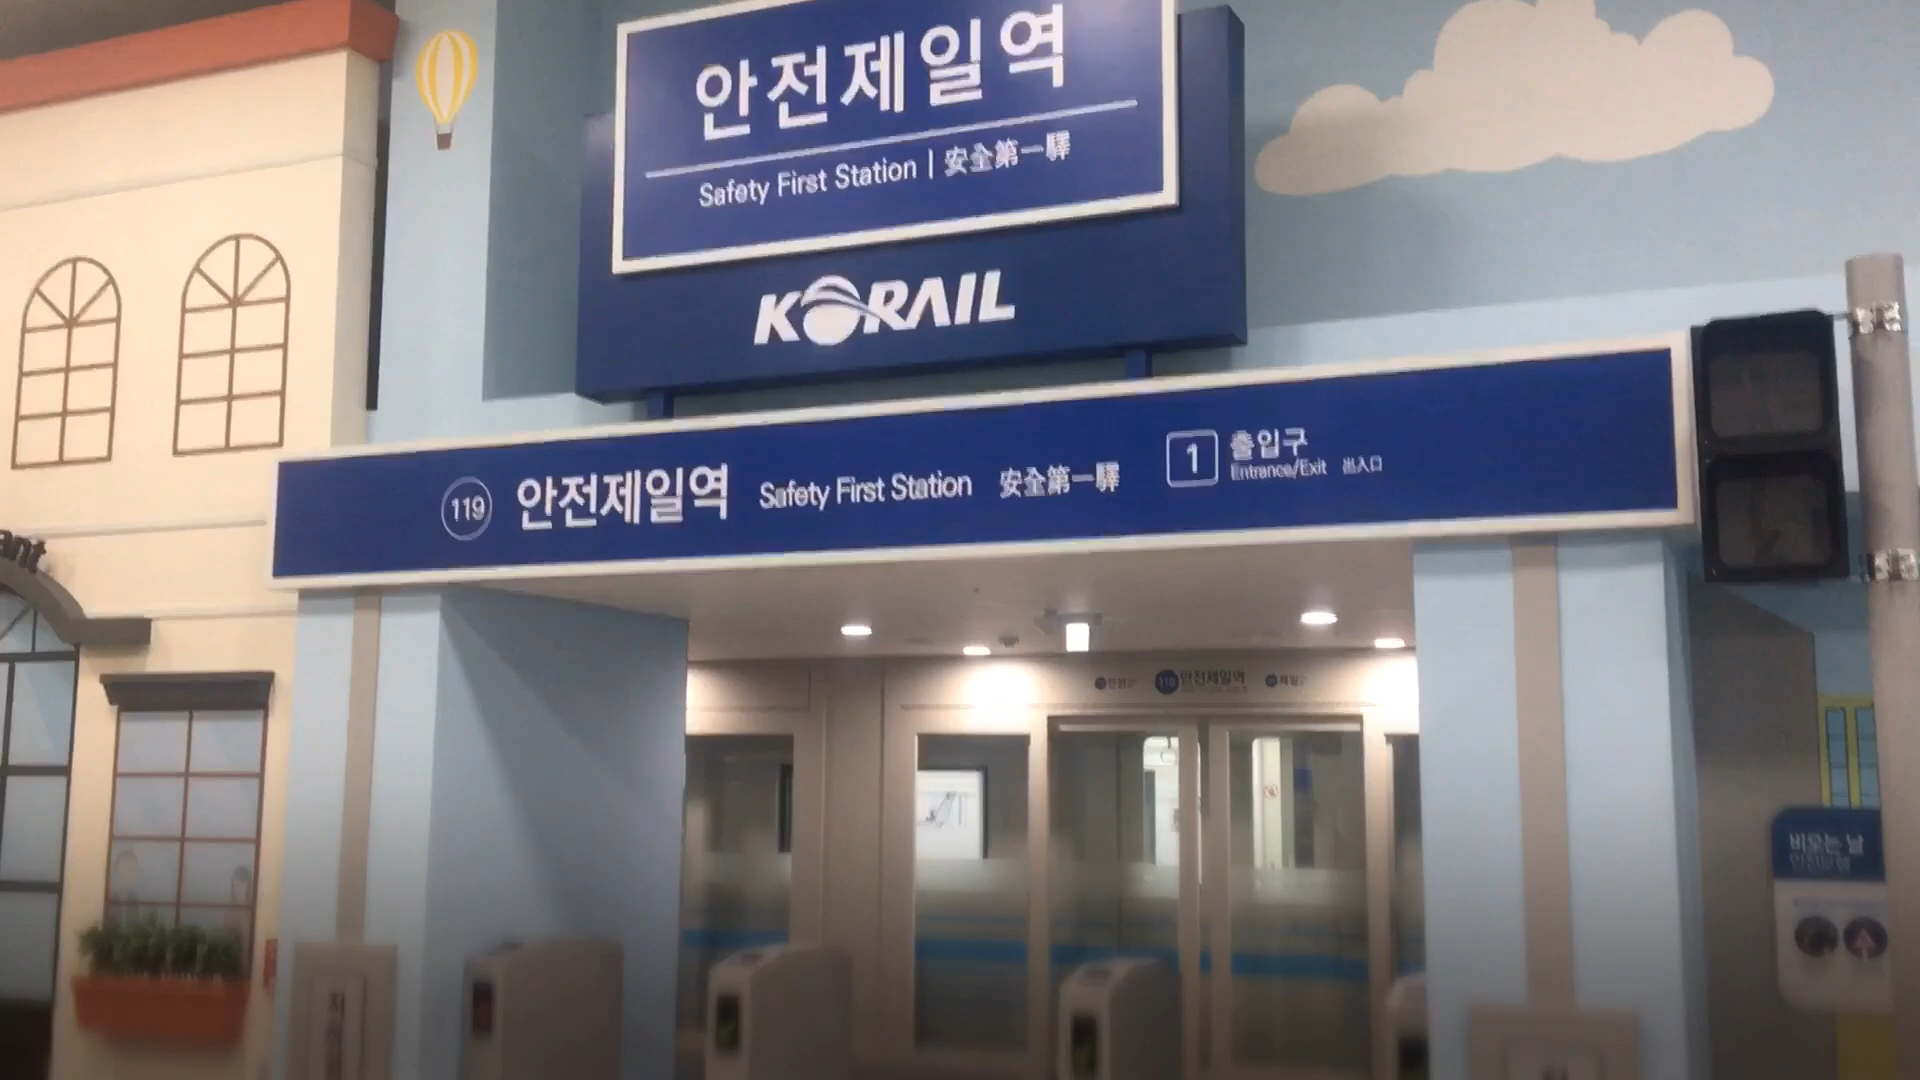 안전제일역
Safety First Station | 安全第一驛
KORAIL
119 안전제일역 Safety First Station 安全第一驛
1 출입구
Entrance/Exit 出入口
ant
119 안전제일역
비오는 날